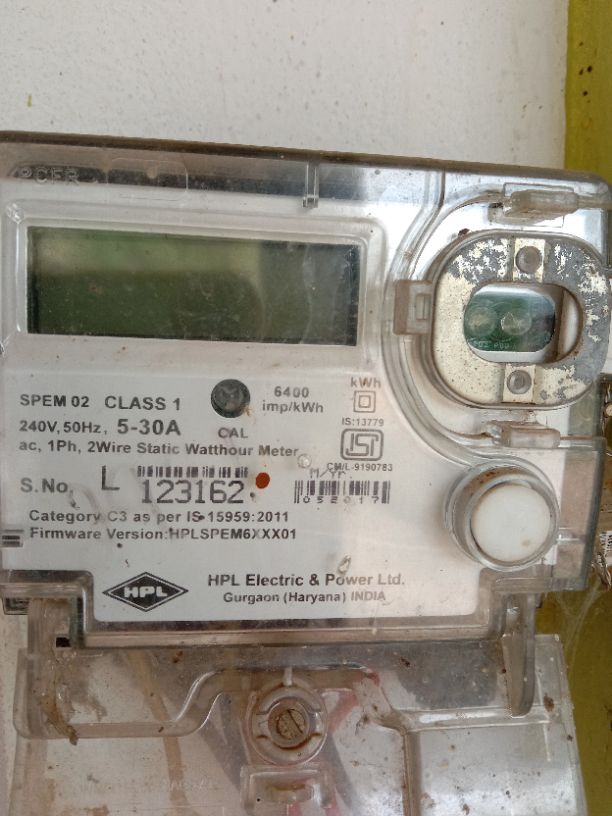 SPEM 02 CLASS 1
6400 imp/kWh
kWh
240V, 50Hz, 5-30A
CAL
IS:13779
ac, 1Ph, 2Wire Static Watthour Meter
CM/L-9190783
M/Yr.
S.No. L 123162
052017
Category C3 as per IS 15959:2011
Firmware Version:HPLSPEM6XXX01
HPL
HPL Electric & Power Ltd.
Gurgaon (Haryana) INDIA